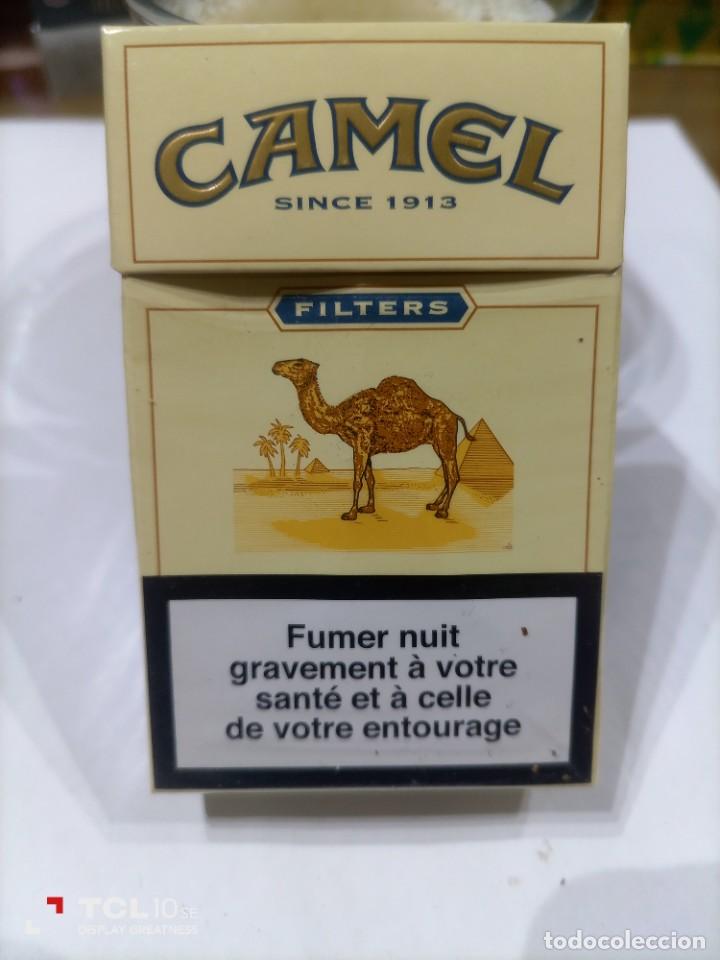 CAMEL
SINCE 1913
FILTERS
Fumer nuit
gravement à votre
santé et à celle
de votre entourage
TCL 10 SE
DISPLAY GREATNESS
todocoleccion